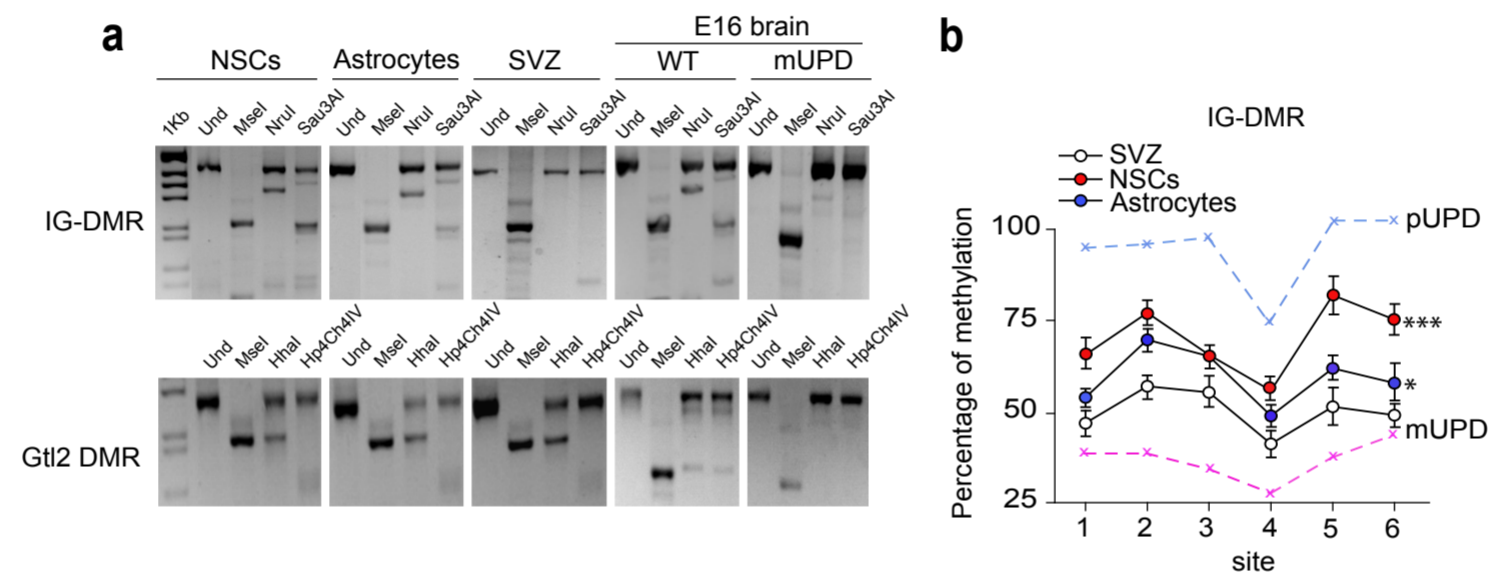 a
E16 brain
NSCs Astrocytes SVZ WT mUPD
1Kb Und MseI NruI Sau3AI Und MseI NruI Sau3AI Und MseI NruI Sau3AI Und MseI NruI Sau3AI Und MseI NruI Sau3AI
IG-DMR
Und MseI HhaI Hp4Ch4IV Und MseI HhaI Hp4Ch4IV Und MseI HhaI Hp4Ch4IV Und MseI HhaI Hp4Ch4IV Und MseI HhaI Hp4Ch4IV
Gtl2 DMR
b
IG-DMR
SVZ
NSCs
Astrocytes
Percentage of methylation
100
75
50
25
pUPD
***
*
mUPD
1 2 3 4 5 6
site